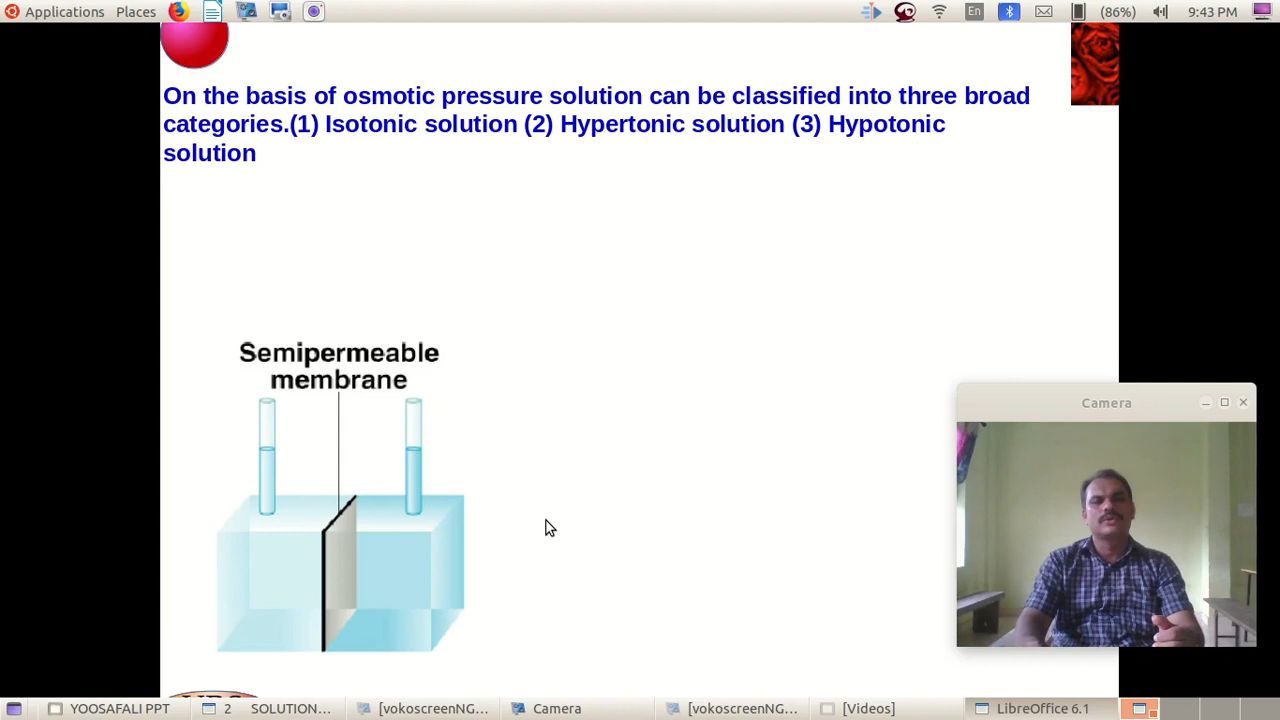 Applications Places En (86%) 9:43 PM
On the basis of osmotic pressure solution can be classified into three broad
categories.(1) Isotonic solution (2) Hypertonic solution (3) Hypotonic
solution
Semipermeable
membrane
Camera
YOOSAFALI PPT 2 SOLUTION... [vokoscreenNG... Camera [vokoscreenNG... [Videos] LibreOffice 6.1